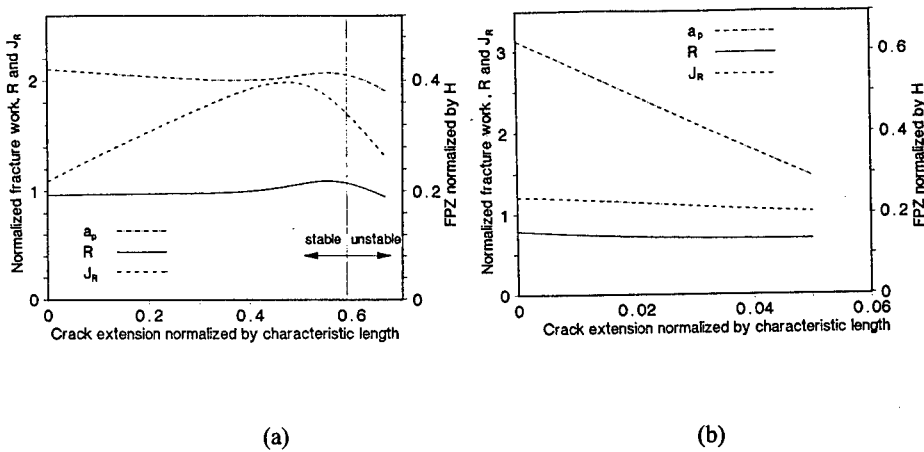 Normalized fracture work, R and J_R
2
1
0
0
0.2
0.4
0.6
Crack extension normalized by characteristic length
0.4
0.2
0
FPZ normalized by H
a_p
R
J_R
stable
unstable
(a)
Normalized fracture work, R and J_R
3
2
1
0
0
0.02
0.04
0.06
Crack extension normalized by characteristic length
0.6
0.4
0.2
0
FPZ normalized by H
a_p
R
J_R
(b)